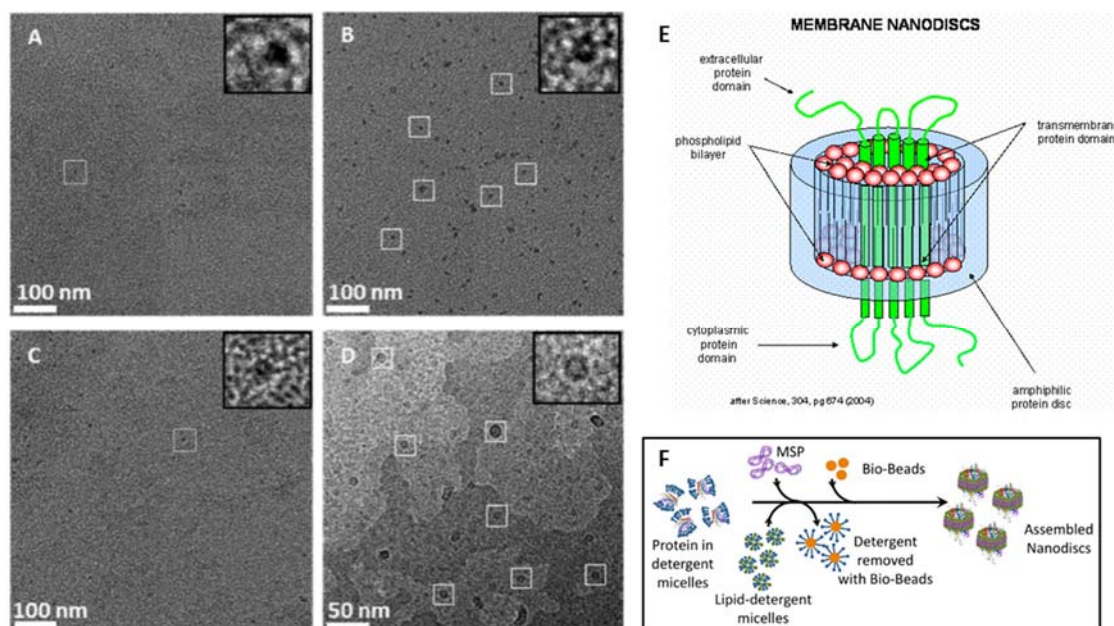 A
100 nm
B
100 nm
C
100 nm
D
50 nm
E
MEMBRANE NANODISCS
extracellular
protein
domain
phospholipid
bilayer
transmembrane
protein domain
cytoplasmic
protein
domain
amphiphilic
protein disc
after Science, 304, pg 674 (2004)
F
MSP
Bio-Beads
Protein in
detergent
micelles
Lipid-detergent
micelles
Detergent
removed
with Bio-Beads
Assembled
Nanodiscs